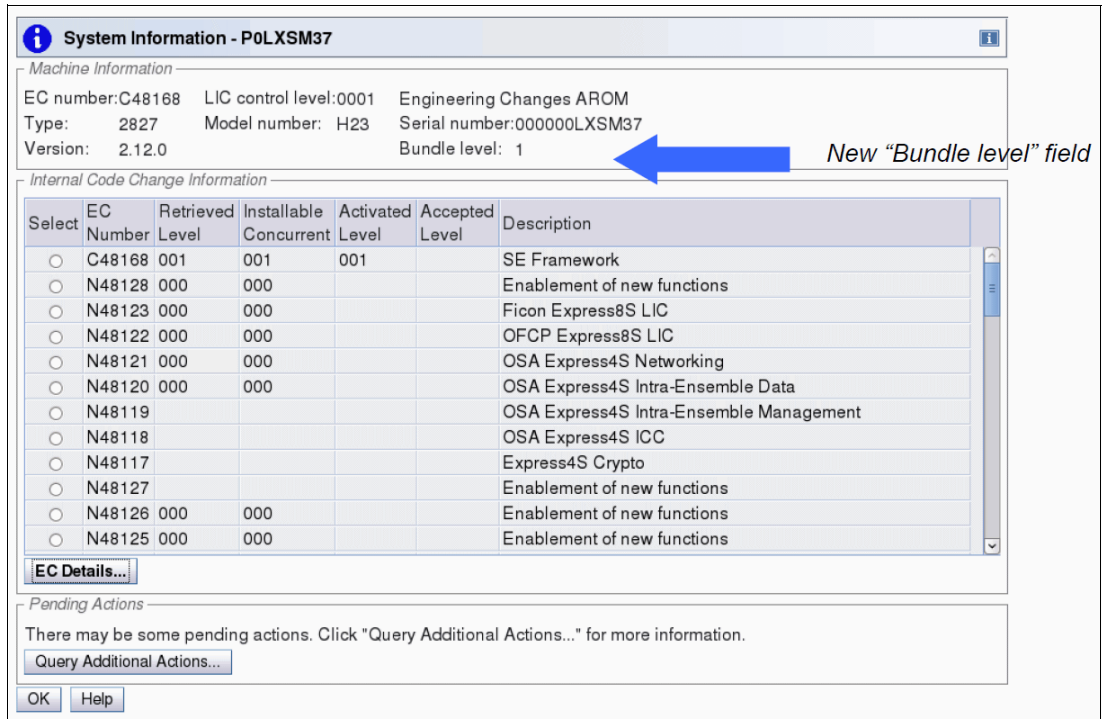 System Information - P0LXSM37
Machine Information
EC number:C48168 LIC control level:0001 Engineering Changes AROM
Type: 2827 Model number: H23 Serial number:000000LXSM37
Version: 2.12.0 Bundle level: 1
New “Bundle level” field
Internal Code Change Information
Select EC Number Retrieved Level Installable Concurrent Activated Level Accepted Level Description
C48168 001 001 001 SE Framework
N48128 000 000 Enablement of new functions
N48123 000 000 Ficon Express8S LIC
N48122 000 000 OFCP Express8S LIC
N48121 000 000 OSA Express4S Networking
N48120 000 000 OSA Express4S Intra-Ensemble Data
N48119 OSA Express4S Intra-Ensemble Management
N48118 OSA Express4S ICC
N48117 Express4S Crypto
N48127 Enablement of new functions
N48126 000 000 Enablement of new functions
N48125 000 000 Enablement of new functions
EC Details...
Pending Actions
There may be some pending actions. Click "Query Additional Actions..." for more information.
Query Additional Actions...
OK Help